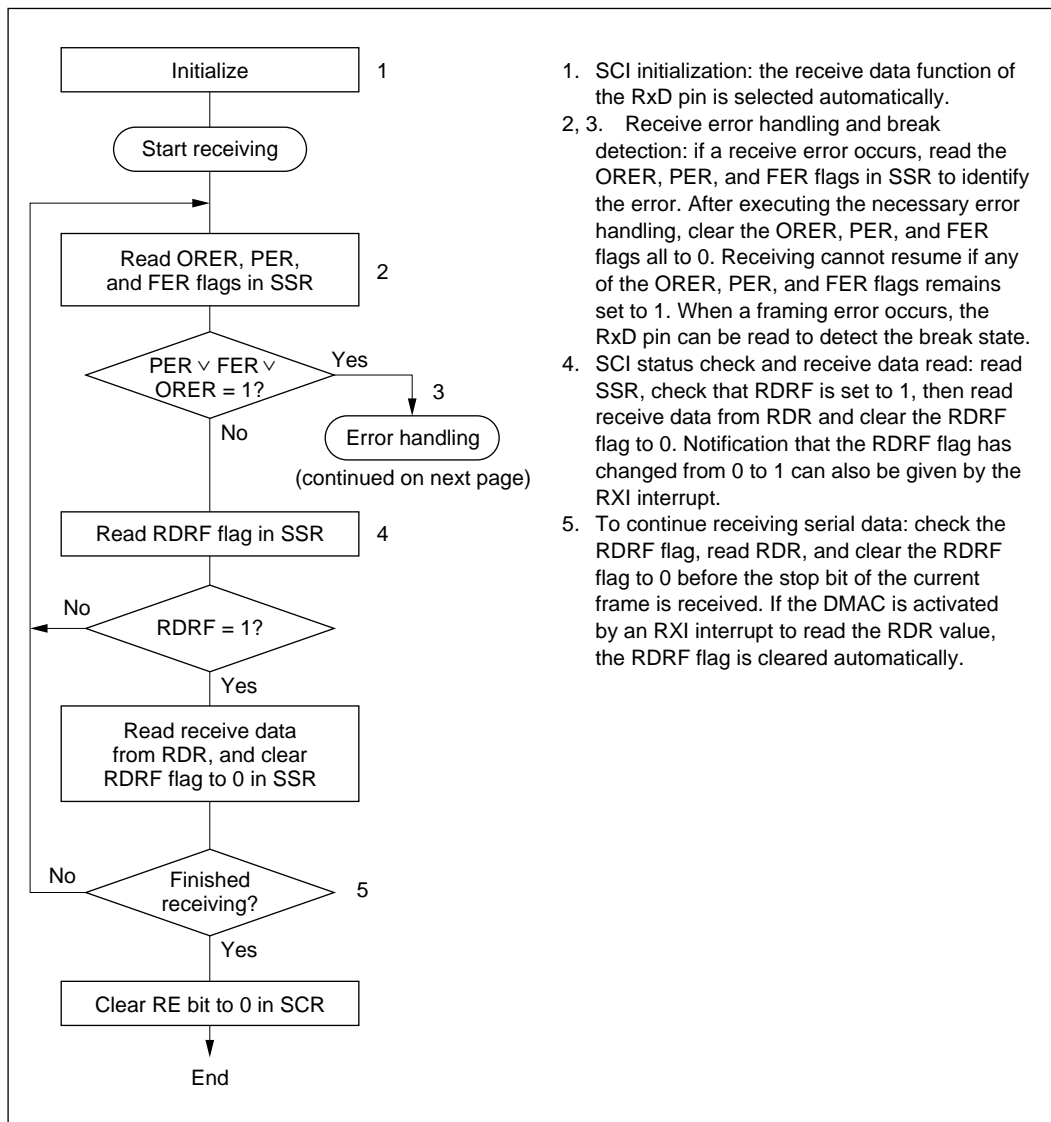 Initialize
1
Start receiving
Read ORER, PER,
and FER flags in SSR
2
PER ∨ FER ∨
ORER = 1?
Yes
3
No
Error handling
(continued on next page)
Read RDRF flag in SSR
4
No
RDRF = 1?
Yes
Read receive data
from RDR, and clear
RDRF flag to 0 in SSR
No
Finished
receiving?
5
Yes
Clear RE bit to 0 in SCR
End
1. SCI initialization: the receive data function of
the RxD pin is selected automatically.
2, 3. Receive error handling and break
detection: if a receive error occurs, read the
ORER, PER, and FER flags in SSR to identify
the error. After executing the necessary error
handling, clear the ORER, PER, and FER
flags all to 0. Receiving cannot resume if any
of the ORER, PER, and FER flags remains
set to 1. When a framing error occurs, the
RxD pin can be read to detect the break state.
4. SCI status check and receive data read: read
SSR, check that RDRF is set to 1, then read
receive data from RDR and clear the RDRF
flag to 0. Notification that the RDRF flag has
changed from 0 to 1 can also be given by the
RXI interrupt.
5. To continue receiving serial data: check the
RDRF flag, read RDR, and clear the RDRF
flag to 0 before the stop bit of the current
frame is received. If the DMAC is activated
by an RXI interrupt to read the RDR value,
the RDRF flag is cleared automatically.